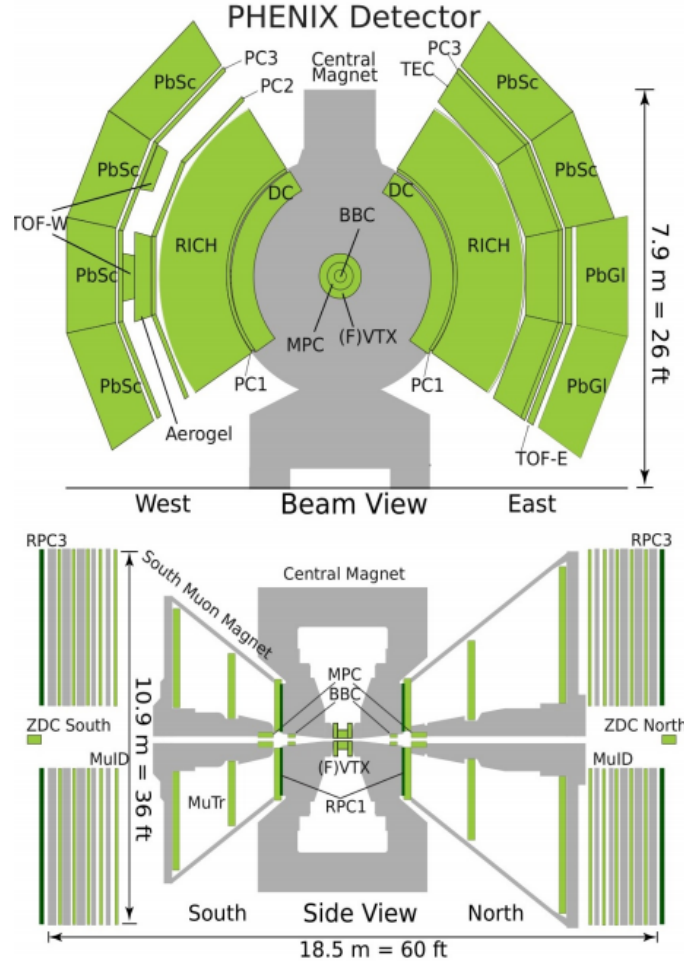 PHENIX Detector
Central
Magnet
PC3
PC2
PbSc
PbSc
TOF-W
PbSc
PbSc
RICH
DC
Aerogel
PC1
BBC
MPC
(F)VTX
PC3
TEC
PbSc
PbSc
DC
RICH
PbGl
PbGl
PC1
TOF-E
7.9 m = 26 ft
West
Beam View
East
RPC3
South Muon Magnet
Central Magnet
RPC3
10.9 m = 36 ft
MPC
BBC
ZDC South
ZDC North
MuID
MuID
(F)VTX
MuTr
RPC1
South
Side View
North
18.5 m = 60 ft